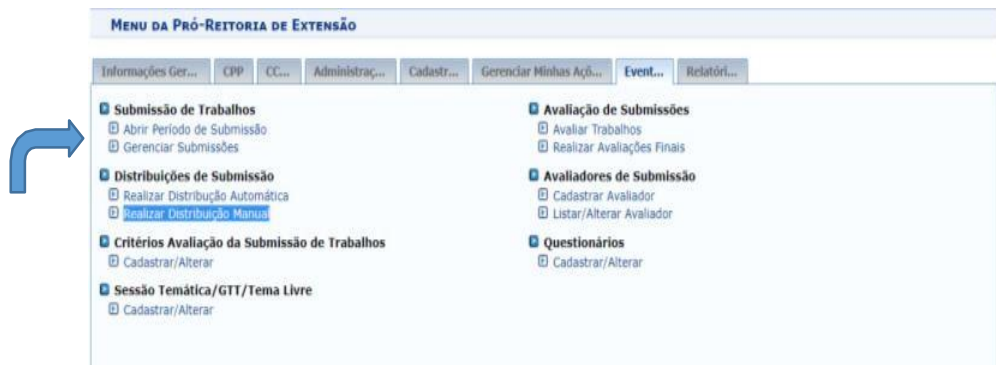 Menu da Pró-Reitoria de Extensão
Informações Ger... CPP CC... Administraç... Cadastr... Gerenciar Minhas Açõ... Event... Relatóri...
Submissão de Trabalhos
Abrir Período de Submissão
Gerenciar Submissões
Distribuições de Submissão
Realizar Distribução Automática
Realizar Distribuição Manual
Critérios Avaliação da Submissão de Trabalhos
Cadastrar/Alterar
Sessão Temática/GTT/Tema Livre
Cadastrar/Alterar
Avaliação de Submissões
Avaliar Trabalhos
Realizar Avaliações Finais
Avaliadores de Submissão
Cadastrar Avaliador
Listar/Alterar Avaliador
Questionários
Cadastrar/Alterar